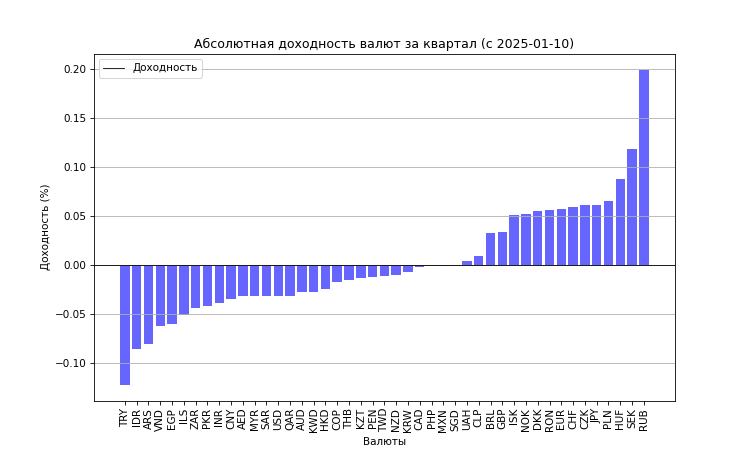 Абсолютная доходность валют за квартал (с 2025-01-10)
Доходность
Доходность (%)
0.20
0.15
0.10
0.05
0.00
−0.05
−0.10
TRY
IDR
ARS
VND
EGP
ILS
ZAR
PKR
INR
CNY
AED
MYR
SAR
USD
QAR
AUD
KWD
HKD
COP
THB
KZT
PEN
TWD
NZD
KRW
CAD
PHP
MXN
SGD
UAH
CLP
BRL
GBP
ISK
NOK
DKK
RON
EUR
CHF
CZK
JPY
PLN
HUF
SEK
RUB
Валюты